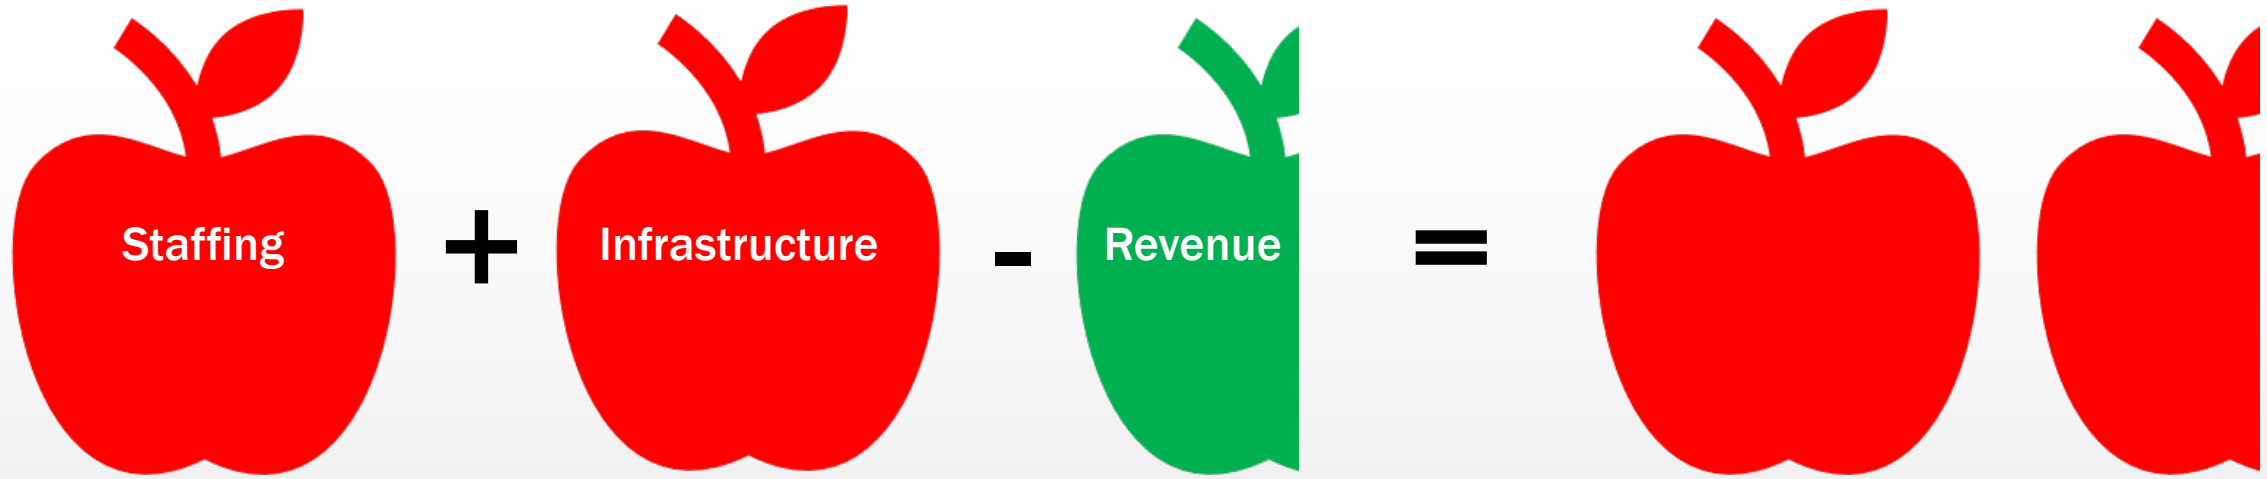 Staffing + Infrastructure - Revenue =